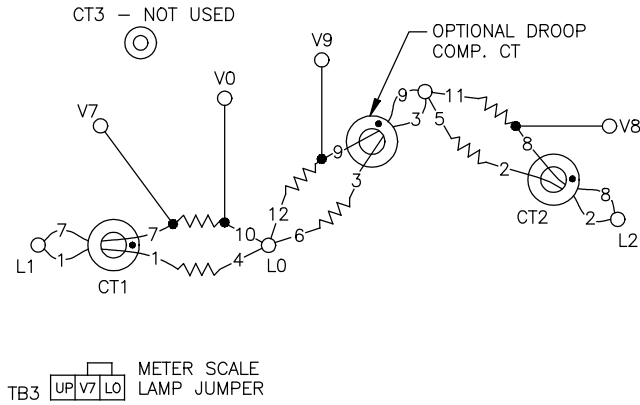 CT3 – NOT USED
OPTIONAL DROOP
COMP. CT
V9
V0
V7
V8
9
3
11
5
8
2
9
3
8
2
CT2
L2
12
6
7
1
7
1
10
4
L0
L1
CT1
METER SCALE
LAMP JUMPER
TB3
UP V7 L0